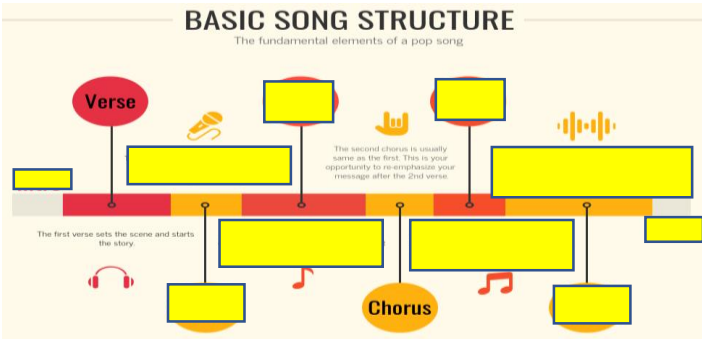 BASIC SONG STRUCTURE
The fundamental elements of a pop song
Verse
The second chorus is usually
same as the first. This is your
opportunity to re-emphasize your
message after the 2nd verse.
The first verse sets the scene and starts
the story.
Chorus